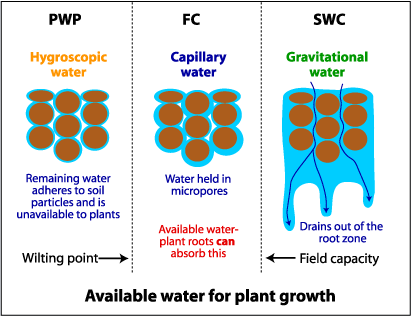 PWP
FC
SWC
Hygroscopic
water
Capillary
water
Gravitational
water
Remaining water
adheres to soil
particles and is
unavailable to plants
Water held in
micropores
Available water-
plant roots can
absorb this
Drains out of the
root zone
Wilting point
Field capacity
Available water for plant growth